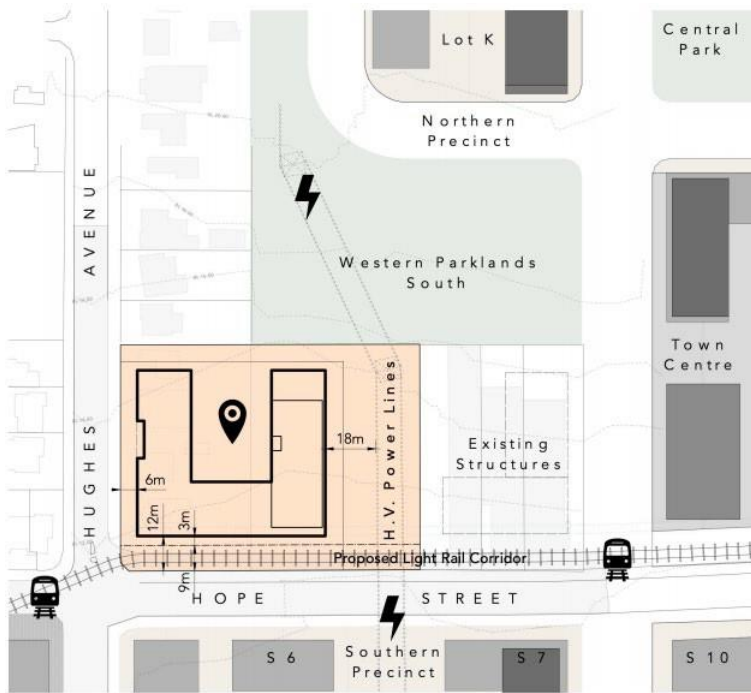 Lot K
Central
Park
Northern
Precinct
HUGHES AVENUE
Western Parklands
South
Town
Centre
H.V. Power Lines
18m
Existing
Structures
6m
12m
3m
9m
Proposed Light Rail Corridor
HOPE STREET
S 6
Southern
Precinct
S 7
S 10